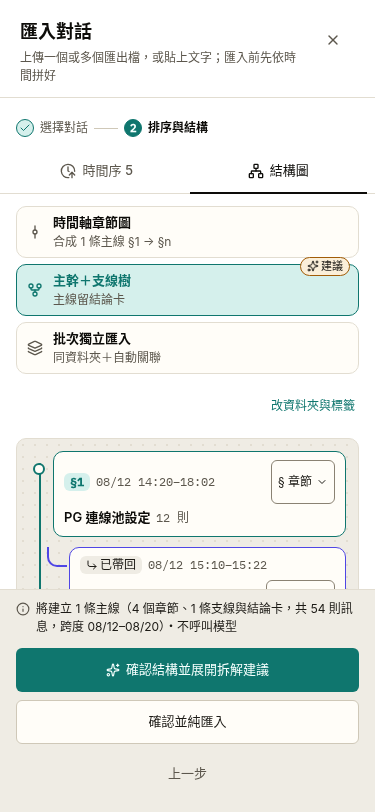 匯入對話
上傳一個或多個匯出檔，或貼上文字；匯入前先依時
間拼好
選擇對話
2 排序與結構
時間序 5
結構圖
時間軸章節圖
合成 1 條主線 §1 → §n
建議
主幹＋支線樹
主線留結論卡
批次獨立匯入
同資料夾＋自動關聯
改資料夾與標籤
§1 08/12 14:20–18:02
§ 章節
PG 連線池設定 12 則
已帶回 08/12 15:10–15:22
將建立 1 條主線（4 個章節、1 條支線與結論卡，共 54 則訊
息，跨度 08/12–08/20）・不呼叫模型
確認結構並展開拆解建議
確認並純匯入
上一步